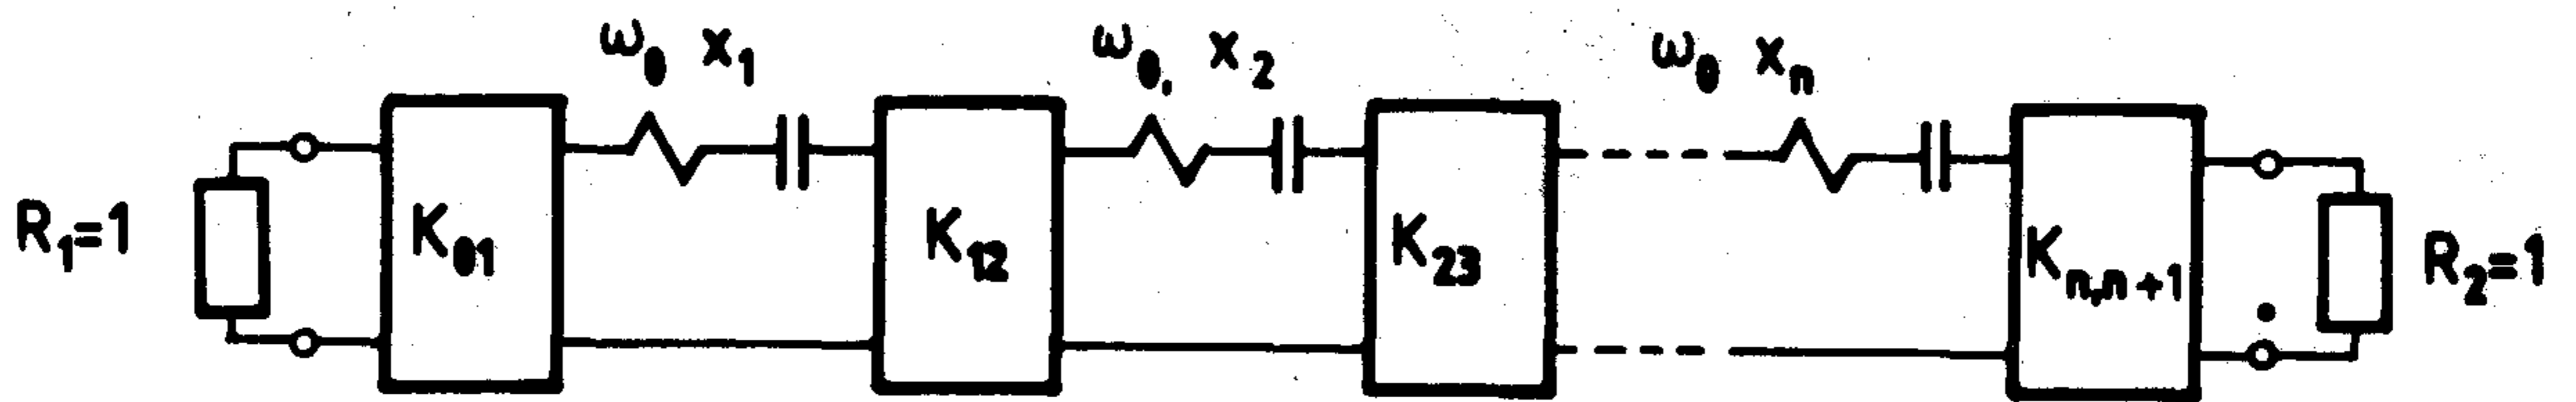 ω₀ x₁ ω₀, x₂ ω₀ xₙ
R₁=1 K₀₁ K₁₂ K₂₃ Kₙ,ₙ₊₁ R₂=1